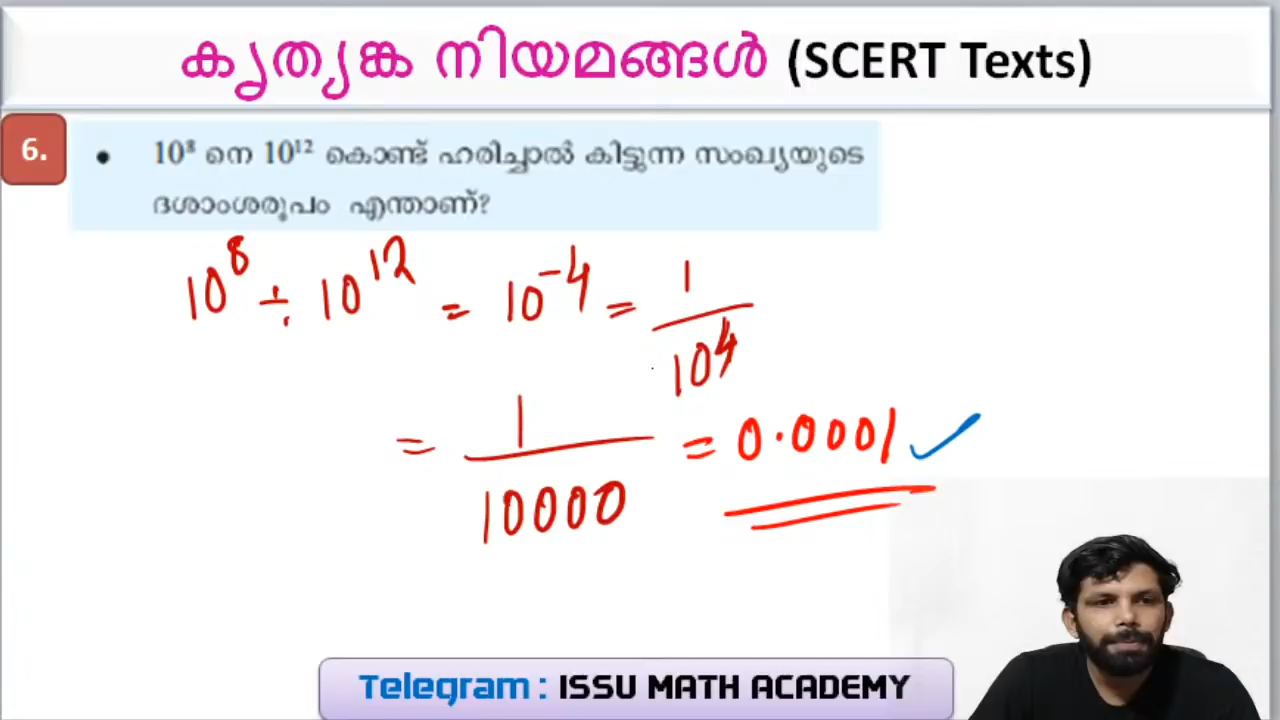 കൃത്യങ്ക നിയമങ്ങൾ (SCERT Texts)
6.
• 10⁸ നെ 10¹² കൊണ്ട് ഹരിച്ചാൽ കിട്ടുന്ന സംഖ്യയുടെ
ദശാംശരൂപം എന്താണ്?
10⁸ ÷ 10¹² = 10⁻⁴ = 1/10⁴
= 1/10000 = 0.0001 ✓
Telegram : ISSU MATH ACADEMY